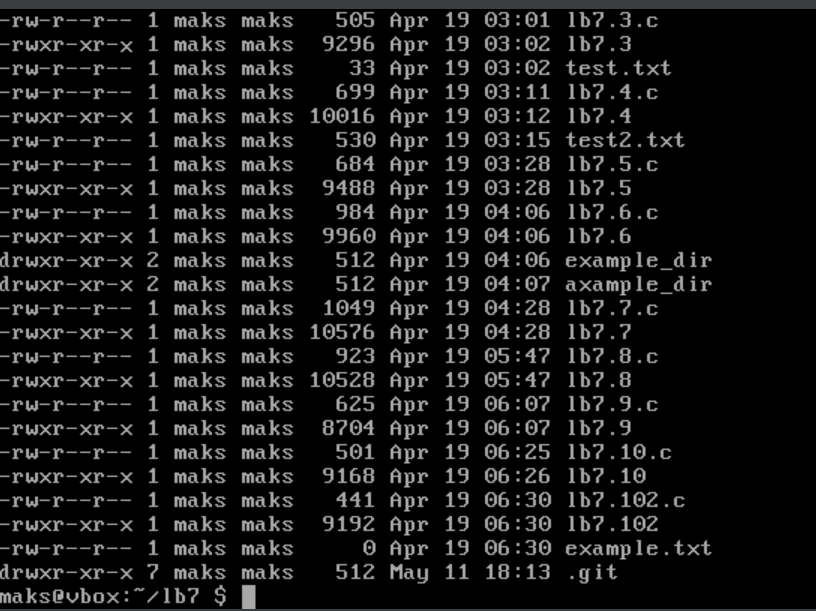 -rw-r--r-- 1 maks maks   505 Apr 19 03:01 lb7.3.c
-rwxr-xr-x 1 maks maks  9296 Apr 19 03:02 lb7.3
-rw-r--r-- 1 maks maks    33 Apr 19 03:02 test.txt
-rw-r--r-- 1 maks maks   699 Apr 19 03:11 lb7.4.c
-rwxr-xr-x 1 maks maks 10016 Apr 19 03:12 lb7.4
-rw-r--r-- 1 maks maks   530 Apr 19 03:15 test2.txt
-rw-r--r-- 1 maks maks   684 Apr 19 03:28 lb7.5.c
-rwxr-xr-x 1 maks maks  9488 Apr 19 03:28 lb7.5
-rw-r--r-- 1 maks maks   984 Apr 19 04:06 lb7.6.c
-rwxr-xr-x 1 maks maks  9960 Apr 19 04:06 lb7.6
drwxr-xr-x 2 maks maks   512 Apr 19 04:06 example_dir
drwxr-xr-x 2 maks maks   512 Apr 19 04:07 axample_dir
-rw-r--r-- 1 maks maks  1049 Apr 19 04:28 lb7.7.c
-rwxr-xr-x 1 maks maks 10576 Apr 19 04:28 lb7.7
-rw-r--r-- 1 maks maks   923 Apr 19 05:47 lb7.8.c
-rwxr-xr-x 1 maks maks 10528 Apr 19 05:47 lb7.8
-rw-r--r-- 1 maks maks   625 Apr 19 06:07 lb7.9.c
-rwxr-xr-x 1 maks maks  8704 Apr 19 06:07 lb7.9
-rw-r--r-- 1 maks maks   501 Apr 19 06:25 lb7.10.c
-rwxr-xr-x 1 maks maks  9168 Apr 19 06:26 lb7.10
-rw-r--r-- 1 maks maks   441 Apr 19 06:30 lb7.102.c
-rwxr-xr-x 1 maks maks  9192 Apr 19 06:30 lb7.102
-rw-r--r-- 1 maks maks     0 Apr 19 06:30 example.txt
drwxr-xr-x 7 maks maks   512 May 11 18:13 .git
maks@vbox:~/lb7 $